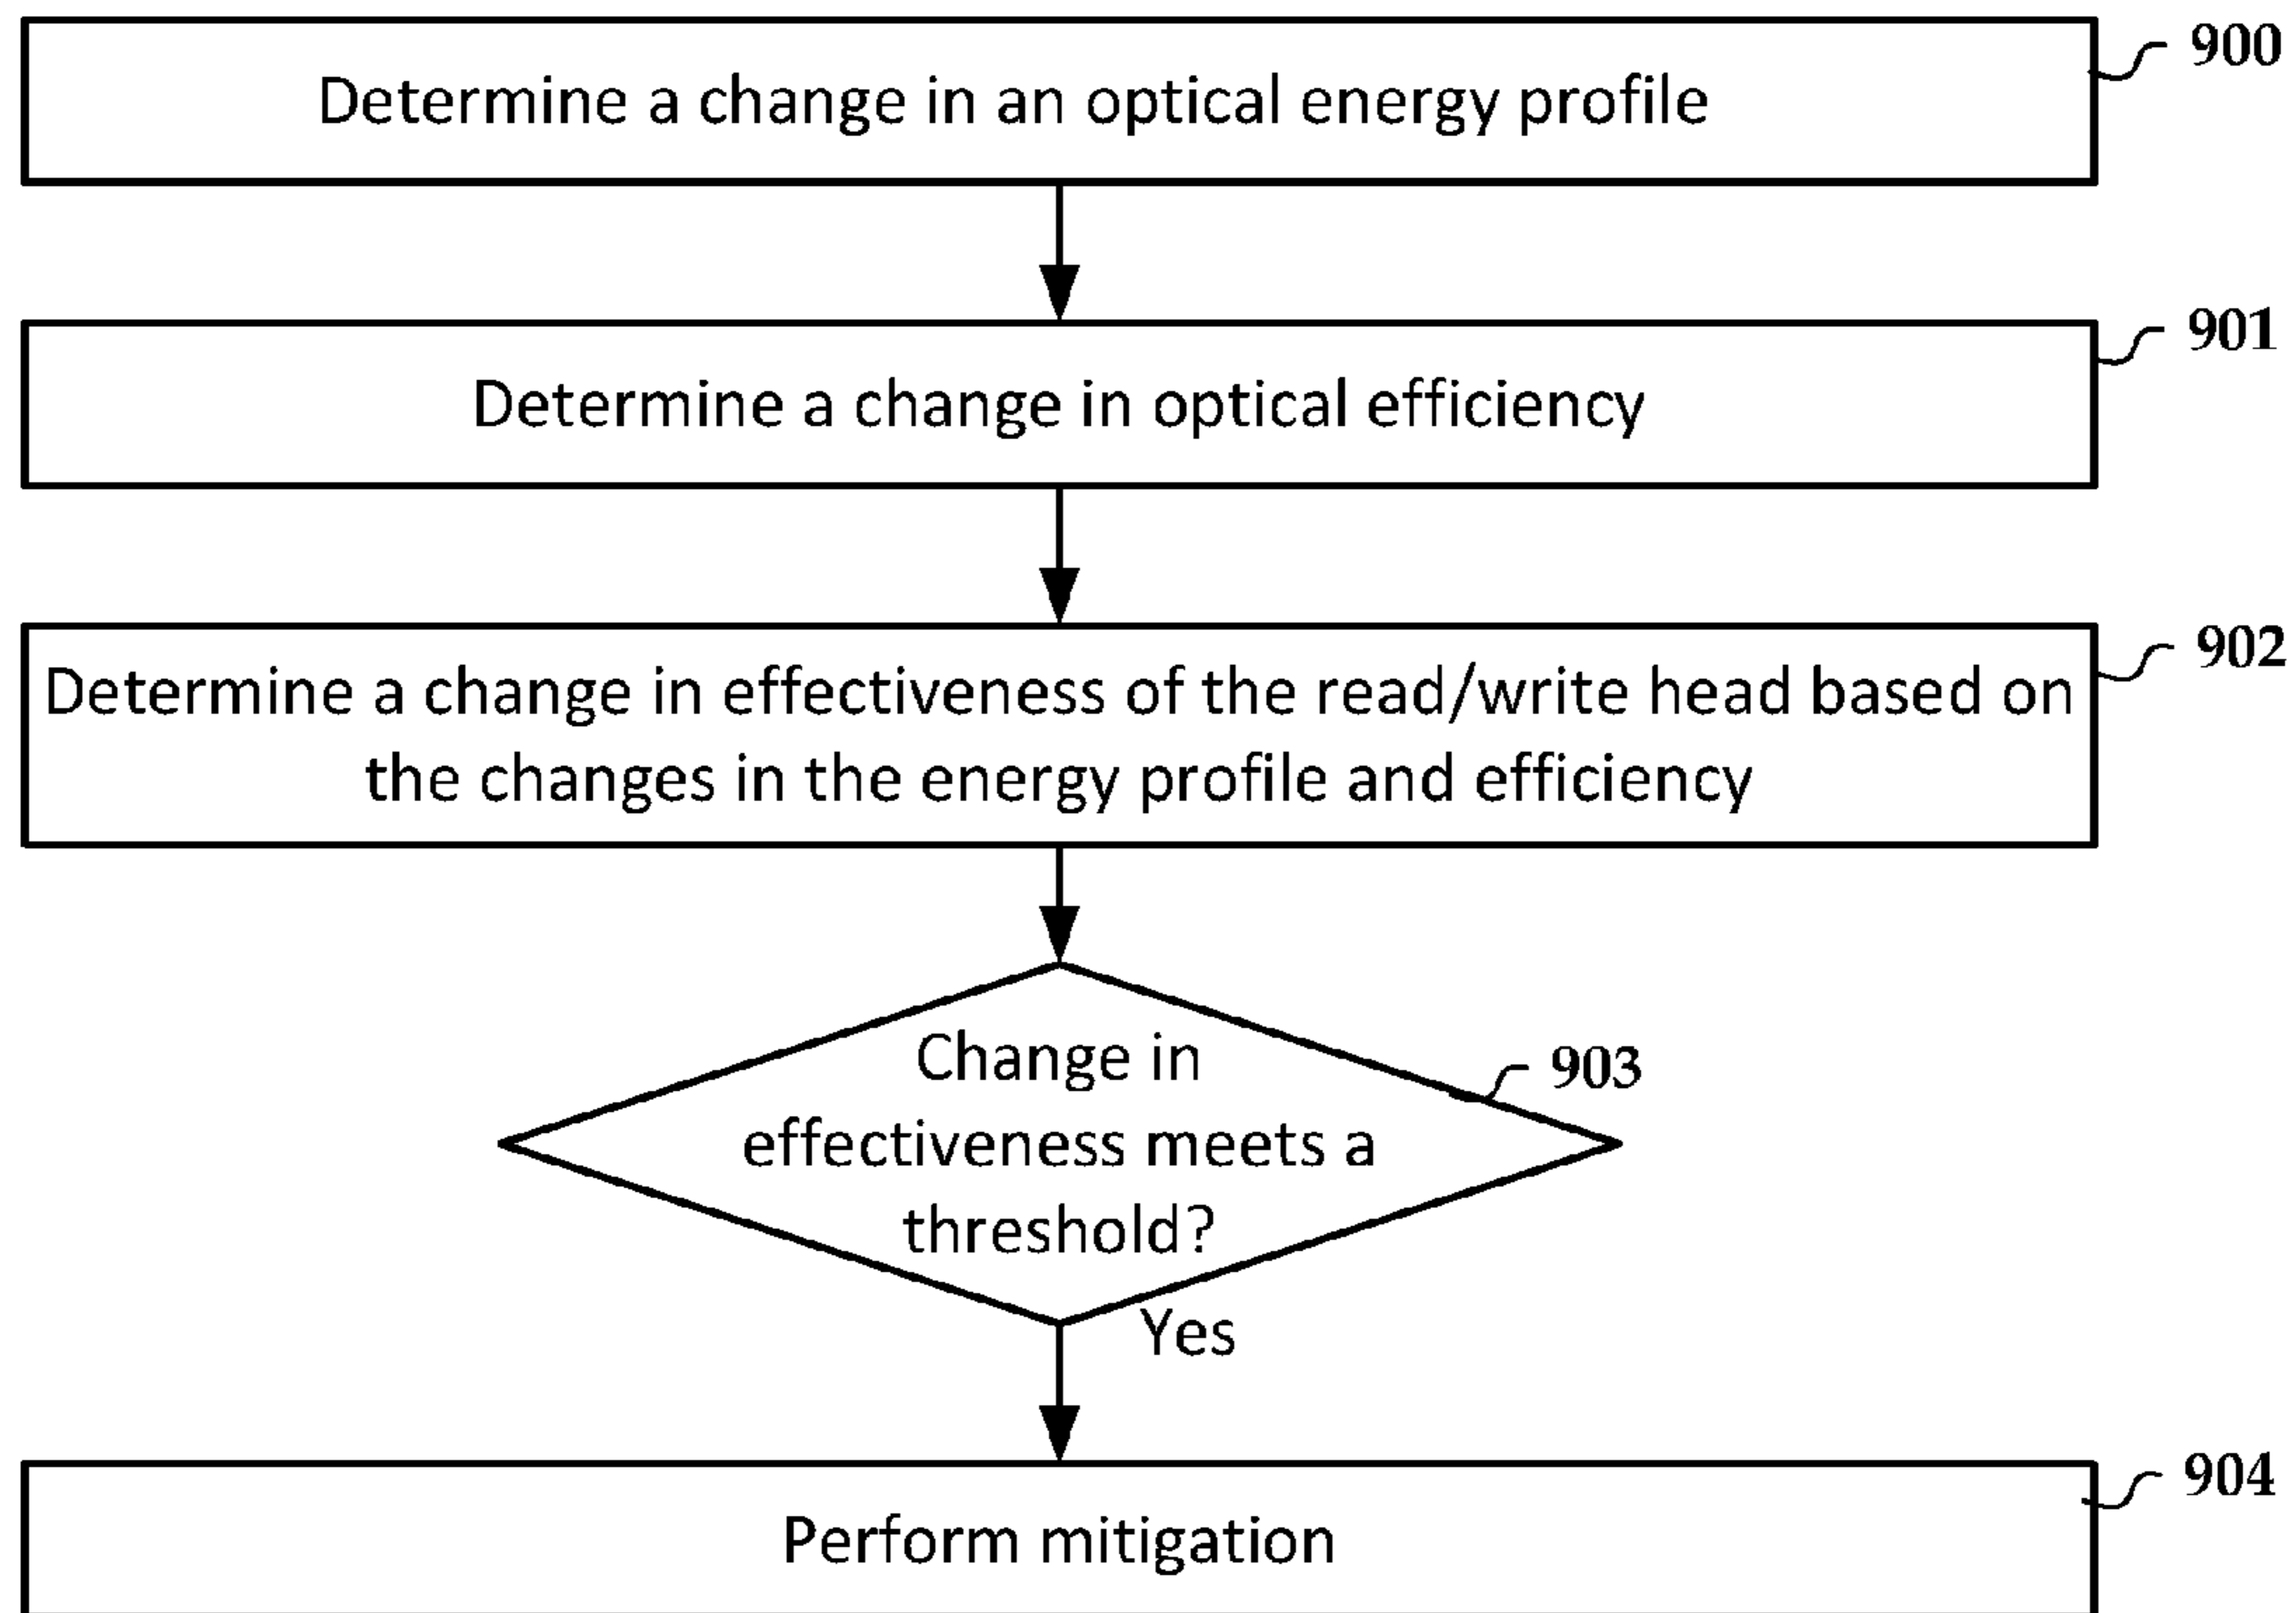 900
Determine a change in an optical energy profile
901
Determine a change in optical efficiency
902
Determine a change in effectiveness of the read/write head based on
the changes in the energy profile and efficiency
Change in
903
effectiveness meets a
threshold?
Yes
904
Perform mitigation